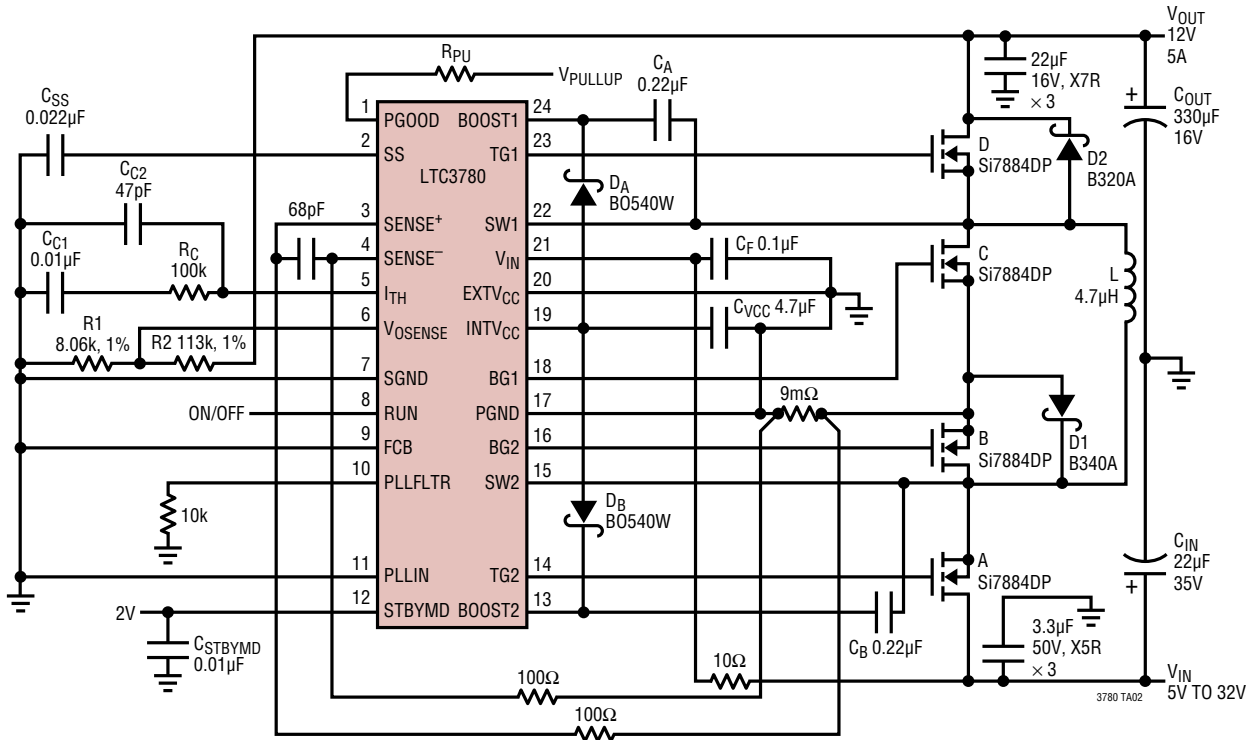 VOUT
12V
5A
RPU
VPULLUP
CA
0.22µF
22µF
16V, X7R
× 3
+
COUT
330µF
16V
CSS
0.022µF
1
PGOOD
BOOST1
24
2
SS
TG1
23
LTC3780
D
Si7884DP
D2
B320A
CC2
47pF
DA
BO540W
68pF
3
SENSE+
SW1
22
4
SENSE−
VIN
21
CF 0.1µF
C
Si7884DP
L
4.7µH
CC1
0.01µF
RC
100k
5
ITH
EXTVCC
20
6
VOSENSE
INTVCC
19
CVCC 4.7µF
R1
8.06k, 1%
R2 113k, 1%
7
SGND
BG1
18
ON/OFF
8
RUN
PGND
17
9mΩ
9
FCB
BG2
16
B
Si7884DP
D1
B340A
10
PLLFLTR
SW2
15
10k
DB
BO540W
CIN
22µF
35V
+
11
PLLIN
TG2
14
A
Si7884DP
2V
12
STBYMD
BOOST2
13
CSTBYMD
0.01µF
CB 0.22µF
3.3µF
50V, X5R
× 3
10Ω
100Ω
100Ω
3780 TA02
VIN
5V TO 32V